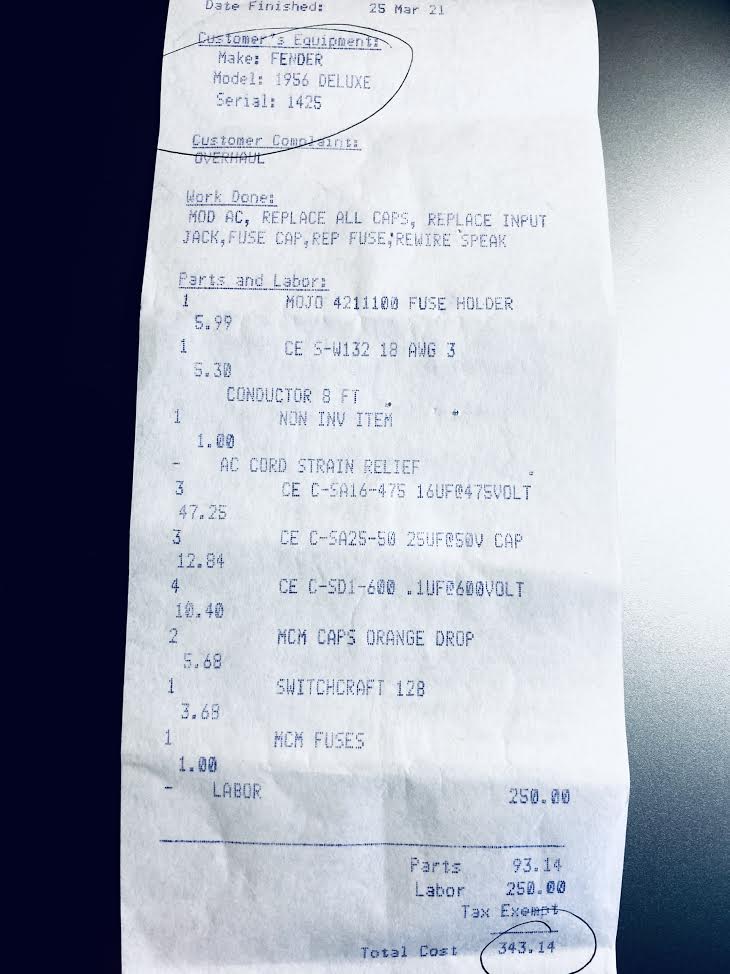 Date Finished: 25 Mar 21
Customer's Equipment:
Make: FENDER
Model: 1956 DELUXE
Serial: 1425
Customer Complaint:
OVERHAUL
Work Done:
MOD AC, REPLACE ALL CAPS, REPLACE INPUT
JACK,FUSE CAP,REP FUSE,REWIRE SPEAK
Parts and Labor:
1 MOJO 4211100 FUSE HOLDER
5.99
1 CE S-W132 18 AWG 3
5.30
CONDUCTOR 8 FT
1 NON INV ITEM
1.00
- AC CORD STRAIN RELIEF
3 CE C-SA16-475 16UF@475VOLT
47.25
3 CE C-SA25-50 25UF@50V CAP
12.84
4 CE C-SD1-600 .1UF@600VOLT
10.40
2 MCM CAPS ORANGE DROP
5.68
1 SWITCHCRAFT 12B
3.68
1 MCM FUSES
1.00
- LABOR 250.00
Parts 93.14
Labor 250.00
Tax Exempt
Total Cost 343.14